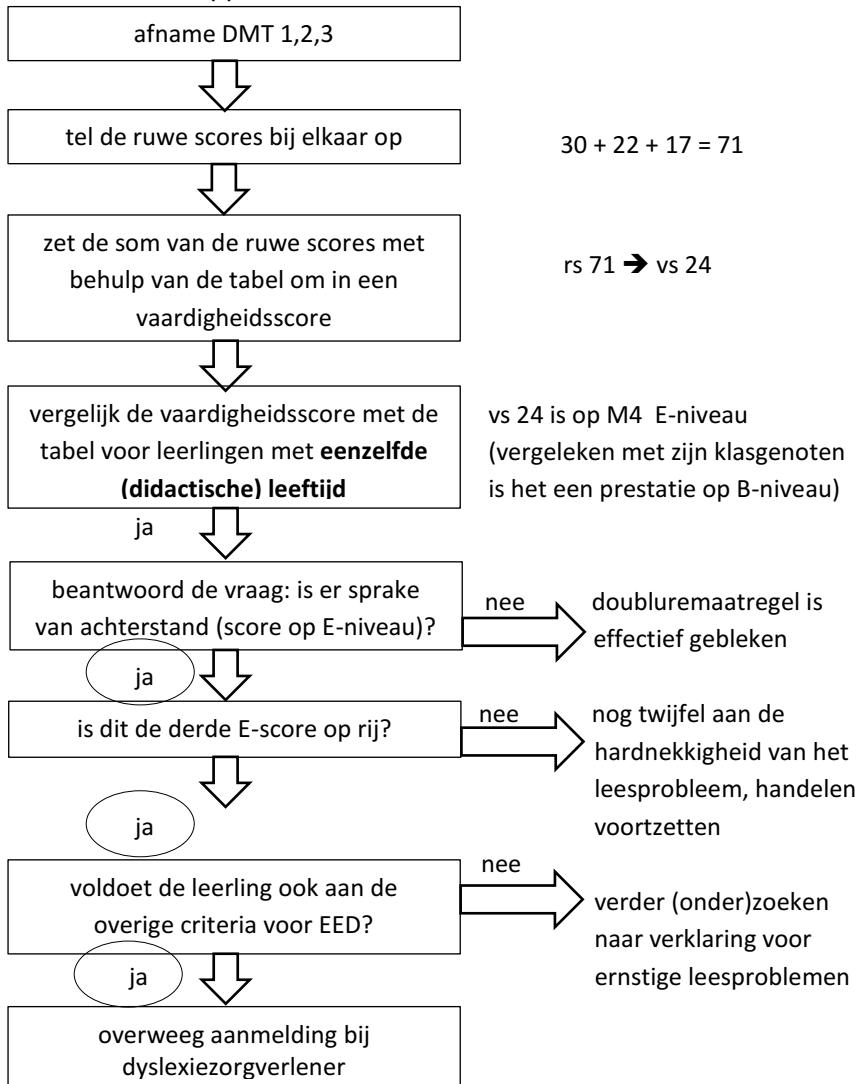 afname DMT 1,2,3
tel de ruwe scores bij elkaar op
30 + 22 + 17 = 71
zet de som van de ruwe scores met
behulp van de tabel om in een
vaardigheidsscore
rs 71 ➔ vs 24
vergelijk de vaardigheidsscore met de
tabel voor leerlingen met eenzelfde
(didactische) leeftijd
vs 24 is op M4 E-niveau
(vergeleken met zijn klasgenoten
is het een prestatie op B-niveau)
ja
beantwoord de vraag: is er sprake
van achterstand (score op E-niveau)?
nee
doubluremaatregel is
effectief gebleken
ja
is dit de derde E-score op rij?
nee
nog twijfel aan de
hardnekkigheid van het
leesprobleem, handelen
voortzetten
ja
voldoet de leerling ook aan de
overige criteria voor EED?
nee
verder (onder)zoeken
naar verklaring voor
ernstige leesproblemen
ja
overweeg aanmelding bij
dyslexiezorgverlener